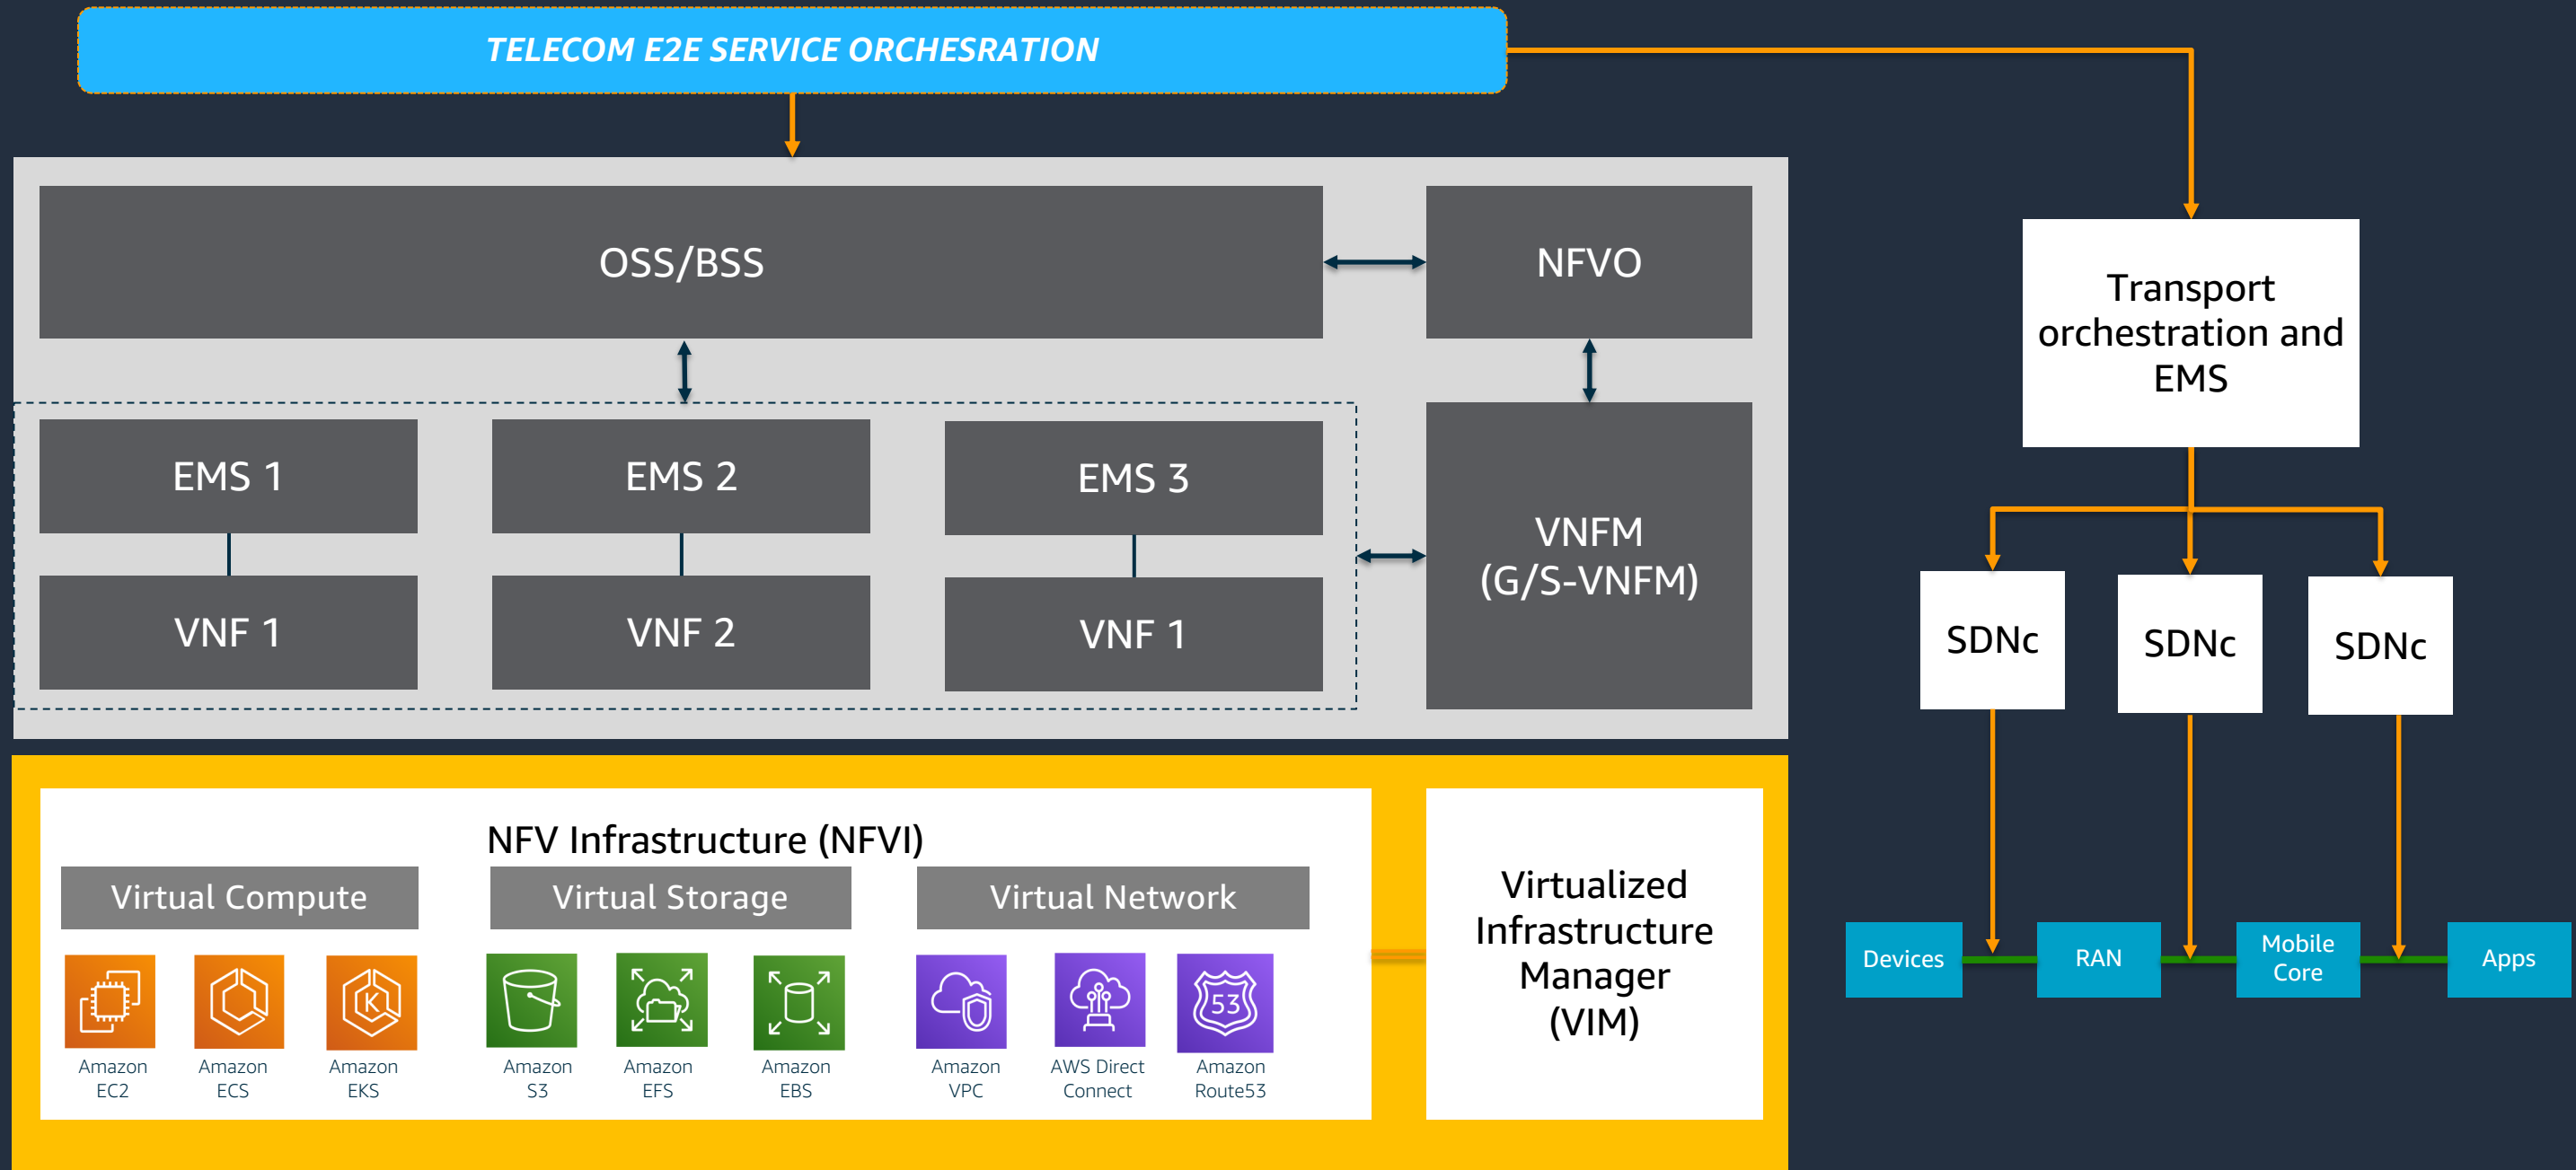 TELECOM E2E SERVICE ORCHESRATION
OSS/BSS
NFVO
Transport
orchestration and
EMS
EMS 1
EMS 2
EMS 3
VNFM
(G/S-VNFM)
VNF 1
VNF 2
VNF 1
SDNc
SDNc
SDNc
NFV Infrastructure (NFVI)
Virtual Compute
Virtual Storage
Virtual Network
Virtualized
Infrastructure
Manager
(VIM)
K
53
Amazon
EC2
Amazon
ECS
Amazon
EKS
Amazon
S3
Amazon
EFS
Amazon
EBS
Amazon
VPC
AWS Direct
Connect
Amazon
Route53
Devices
RAN
Mobile
Core
Apps